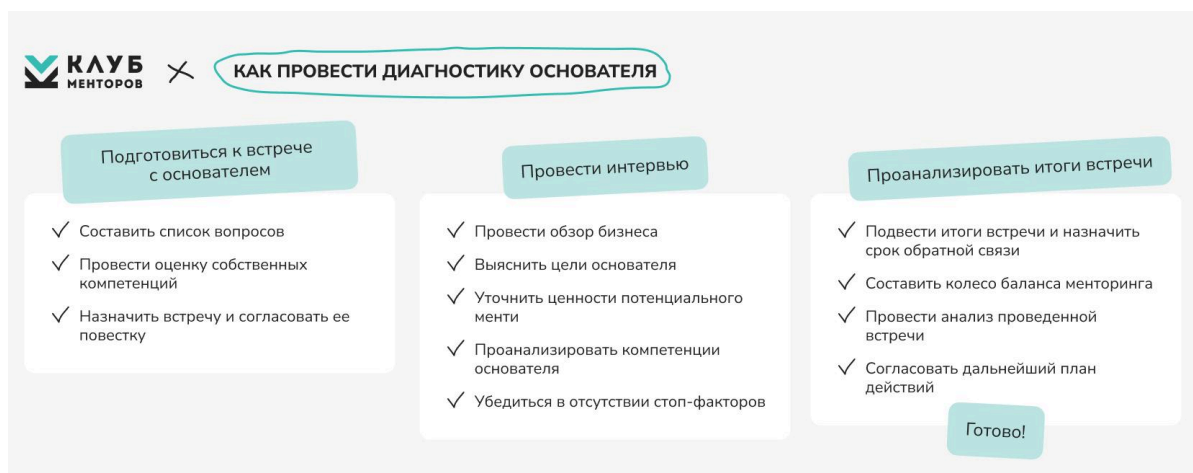 КЛУБ
МЕНТОРОВ
КАК ПРОВЕСТИ ДИАГНОСТИКУ ОСНОВАТЕЛЯ
Подготовиться к встрече
с основателем
Составить список вопросов
Провести оценку собственных
компетенций
Назначить встречу и согласовать ее
повестку
Провести интервью
Провести обзор бизнеса
Выяснить цели основателя
Уточнить ценности потенциального
менти
Проанализировать компетенции
основателя
Убедиться в отсутствии стоп-факторов
Проанализировать итоги встречи
Подвести итоги встречи и назначить
срок обратной связи
Составить колесо баланса менторинга
Провести анализ проведенной
встречи
Согласовать дальнейший план
действий
Готово!